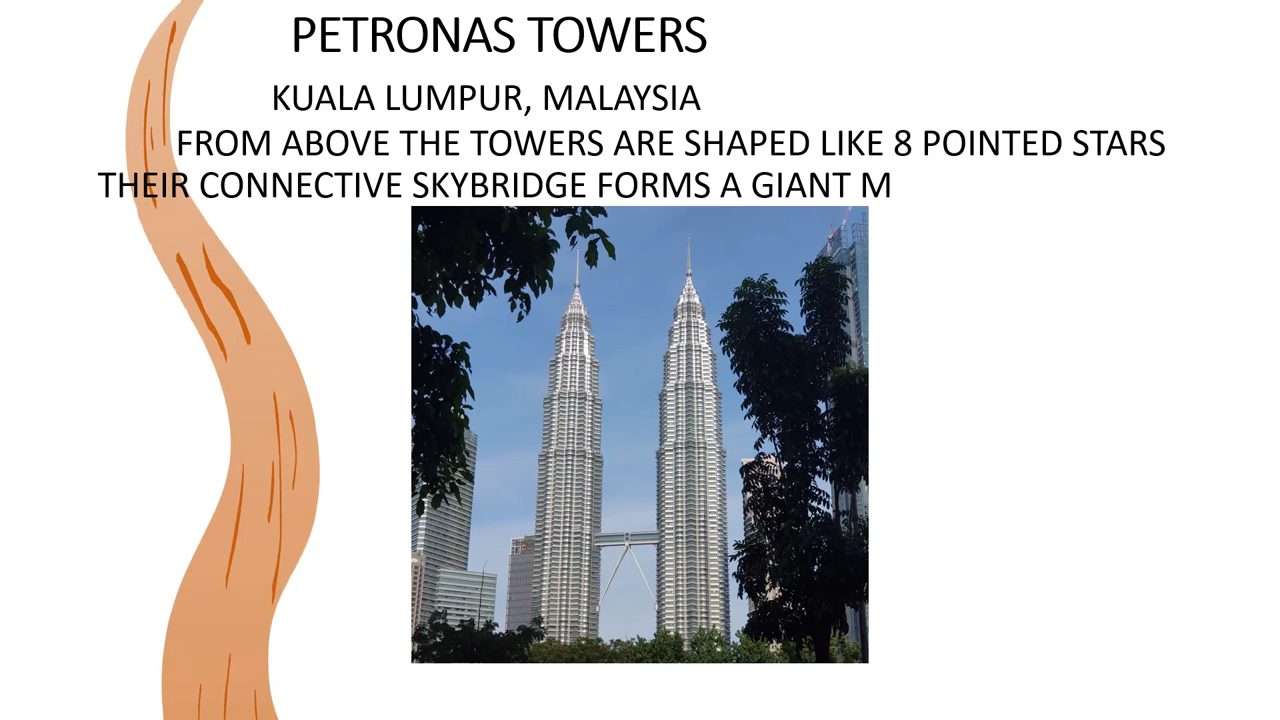 PETRONAS TOWERS
KUALA LUMPUR, MALAYSIA
FROM ABOVE THE TOWERS ARE SHAPED LIKE 8 POINTED STARS
THEIR CONNECTIVE SKYBRIDGE FORMS A GIANT M